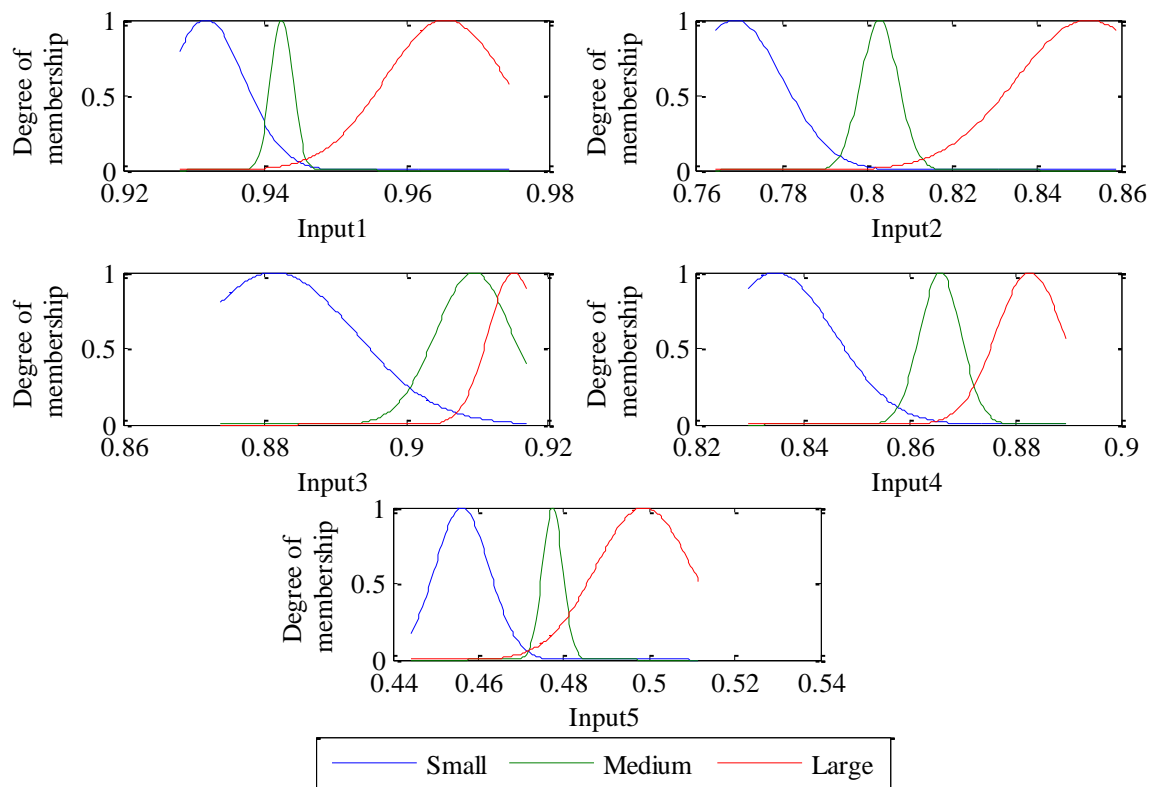 1
0.5
0
Degree of
membership
0.92 0.94 0.96 0.98
Input1
1
0.5
0
Degree of
membership
0.76 0.78 0.8 0.82 0.84 0.86
Input2
1
0.5
0
Degree of
membership
0.86 0.88 0.9 0.92
Input3
1
0.5
0
Degree of
membership
0.82 0.84 0.86 0.88 0.9
Input4
1
0.5
0
Degree of
membership
0.44 0.46 0.48 0.5 0.52 0.54
Input5
Small Medium Large